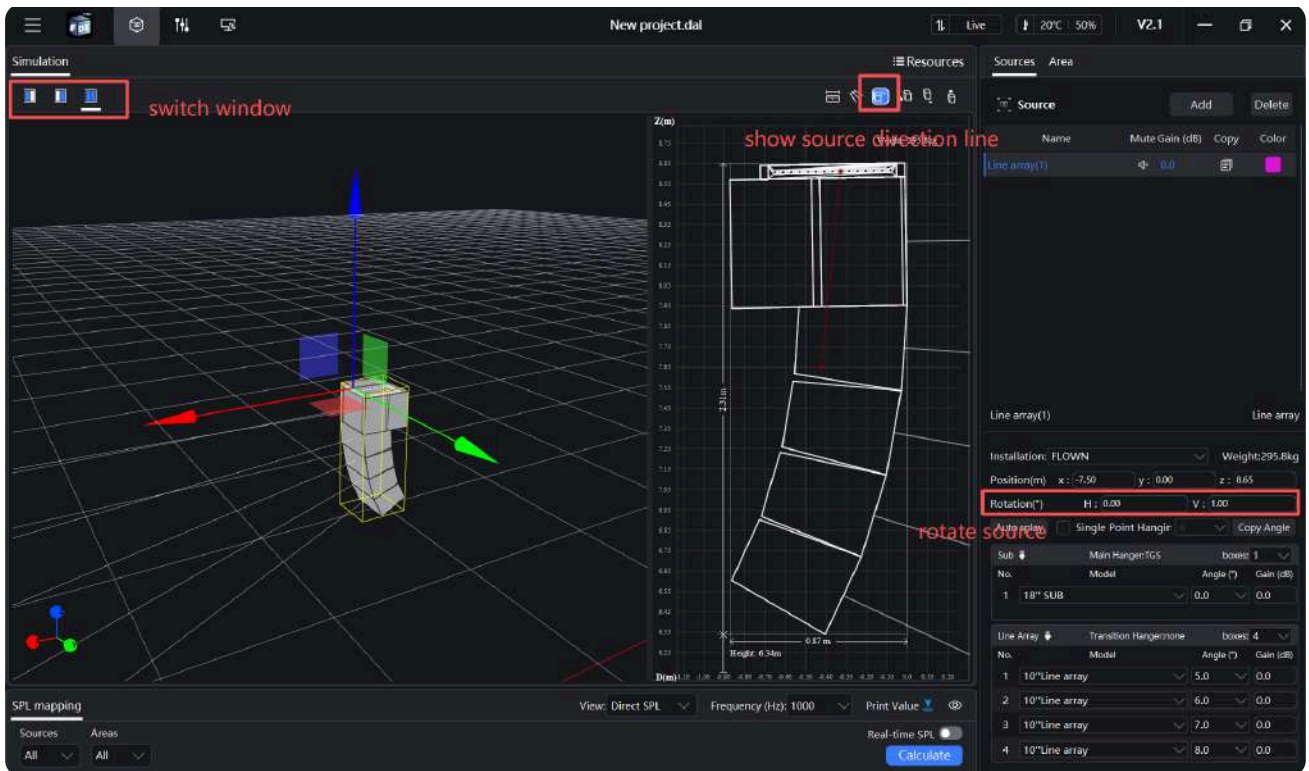 New project.dal
Live
20℃ 50%
V2.1
Simulation
Resources
Sources Area
switch window
Source Add Delete
Z(m)
show source direction line
Name Mute Gain (dB) Copy Color
Line array(1) 0.0
2.31m
0.87 m
Height: 6.34m
D(m)
Line array(1) Line array
Installation: FLOWN Weight:295.8kg
Position(m) x: -7.50 y: 0.00 z: 8.65
Rotation(°) H: 0.00 V: 1.00
rotate source
Single Point Hangin Copy Angle
Sub Main Hanger:TGS boxes: 1
No. Model Angle (°) Gain (dB)
1 18" SUB 0.0 0.0
Line Array Transition Hanger:none boxes: 4
No. Model Angle (°) Gain (dB)
1 10"Line array 5.0 0.0
2 10"Line array 6.0 0.0
3 10"Line array 7.0 0.0
4 10"Line array 8.0 0.0
SPL mapping
View: Direct SPL Frequency (Hz): 1000 Print Value
Sources Areas
Real-time SPL
All All
Calculate